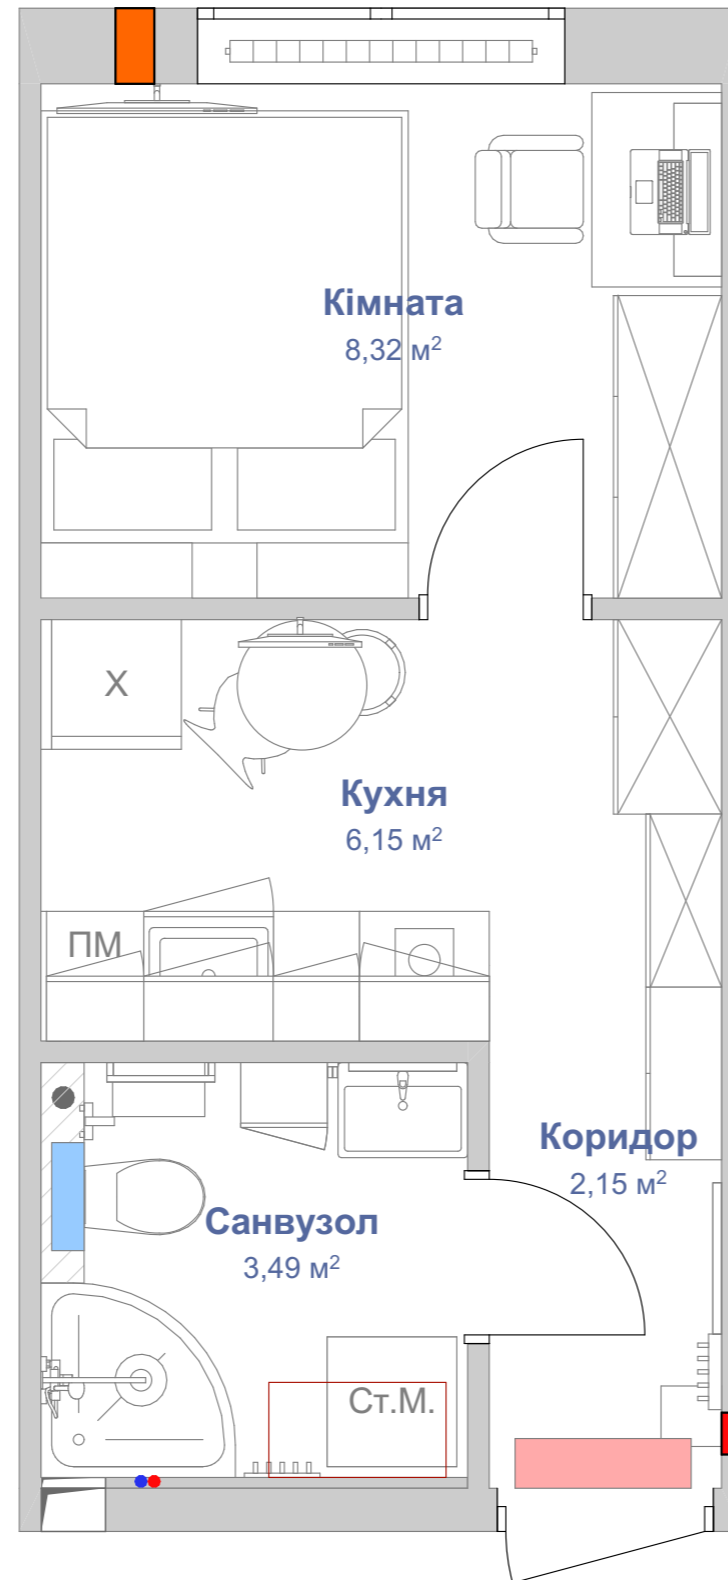 Кімната
8,32 м²
X
Кухня
6,15 м²
ПМ
Коридор
2,15 м²
Санвузол
3,49 м²
Ст.М.